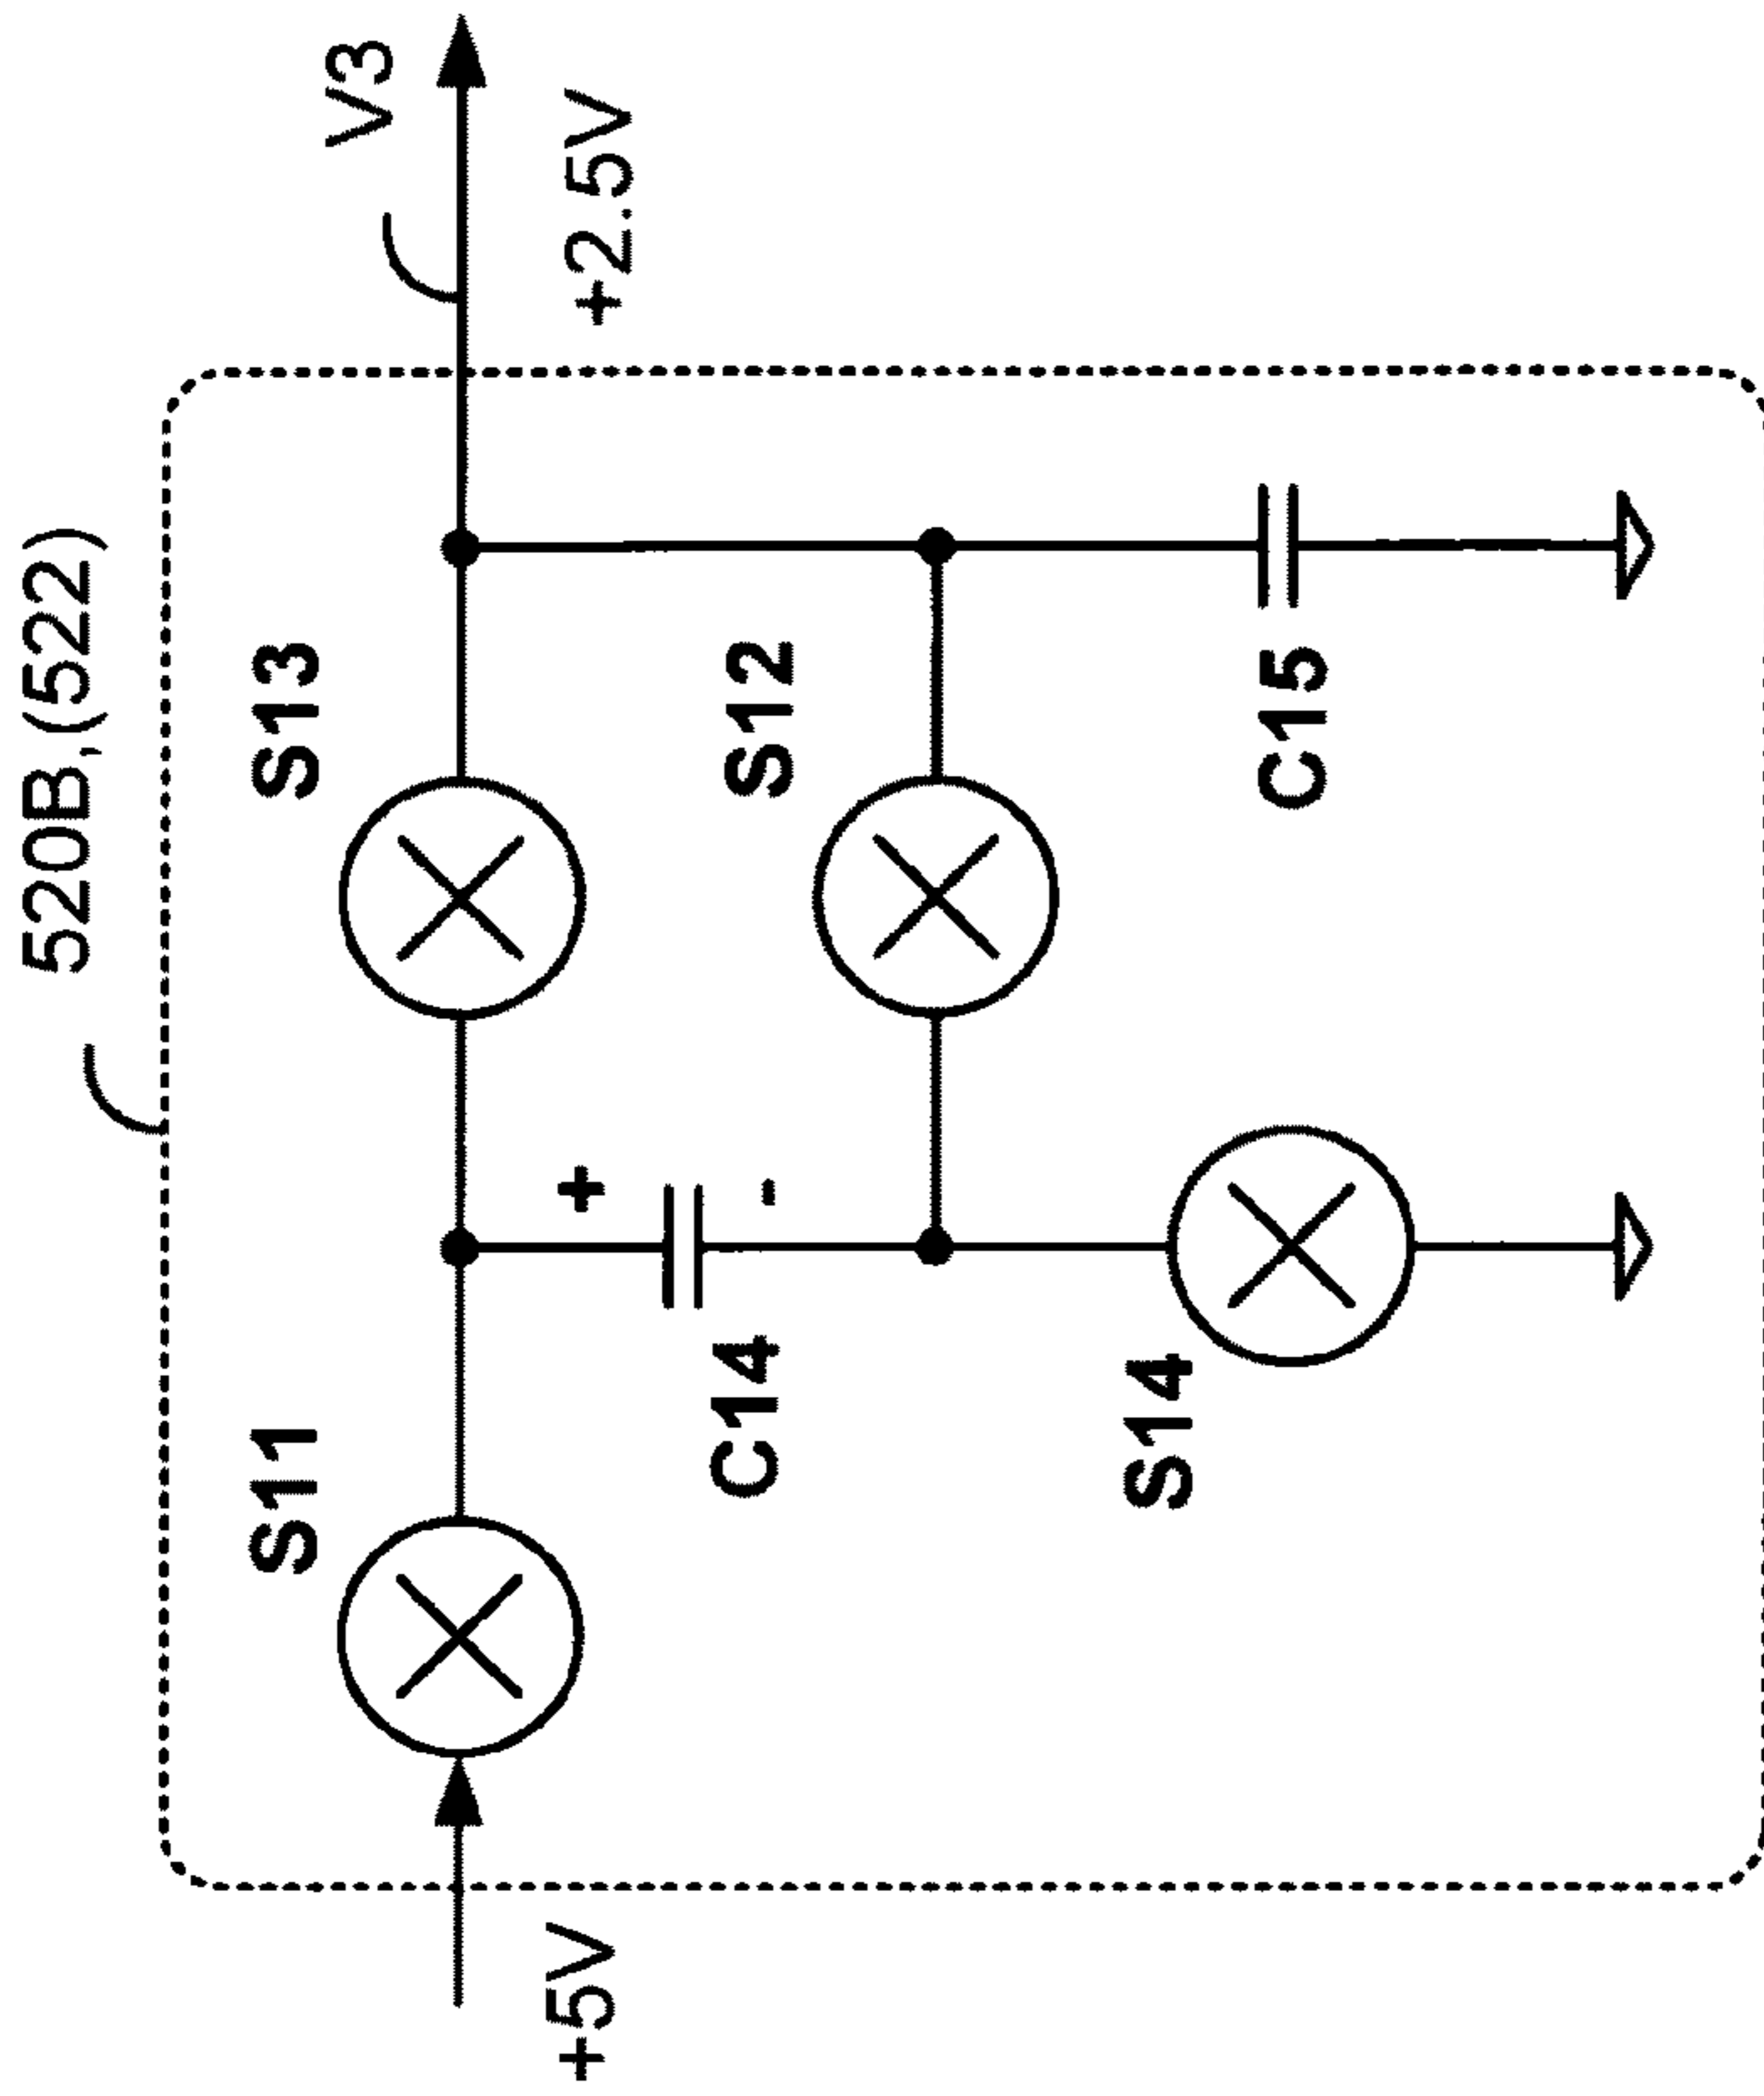 520B,(522)
S11
S13
V3
+5V
+
-
+2.5V
C14
S12
S14
C15